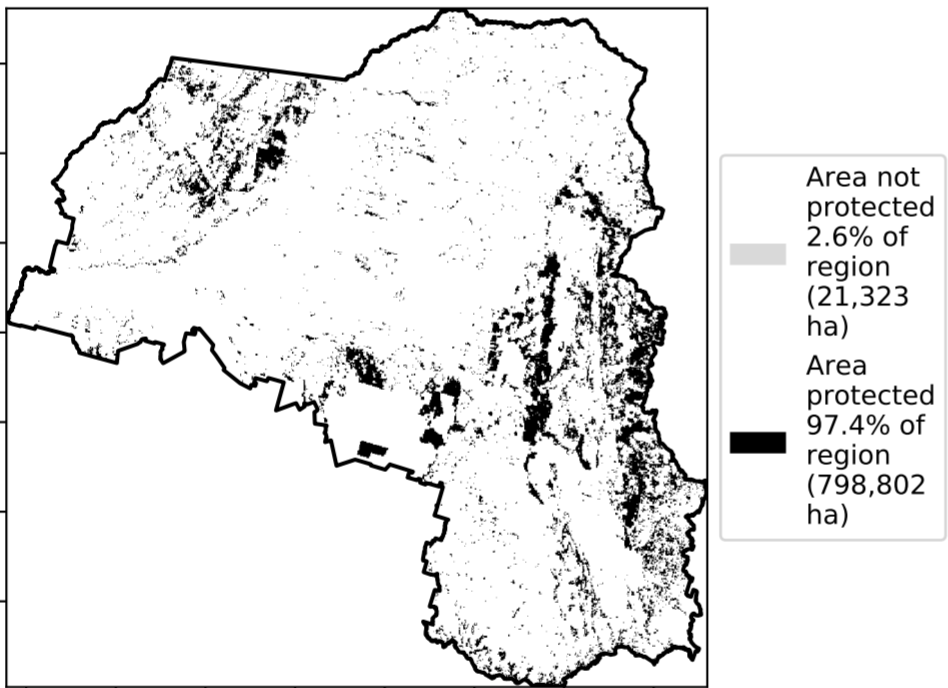 Area not
protected
2.6% of
region
(21,323
ha)
Area
protected
97.4% of
region
(798,802
ha)